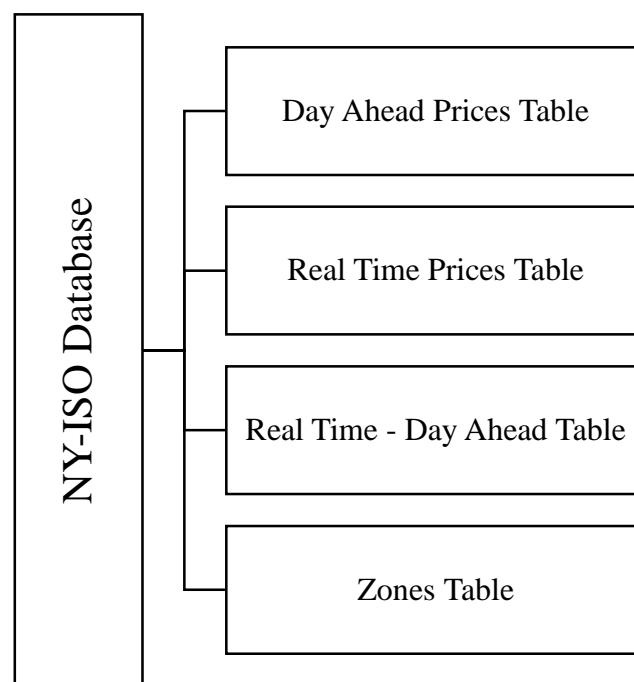 NY-ISO Database
Day Ahead Prices Table
Real Time Prices Table
Real Time - Day Ahead Table
Zones Table